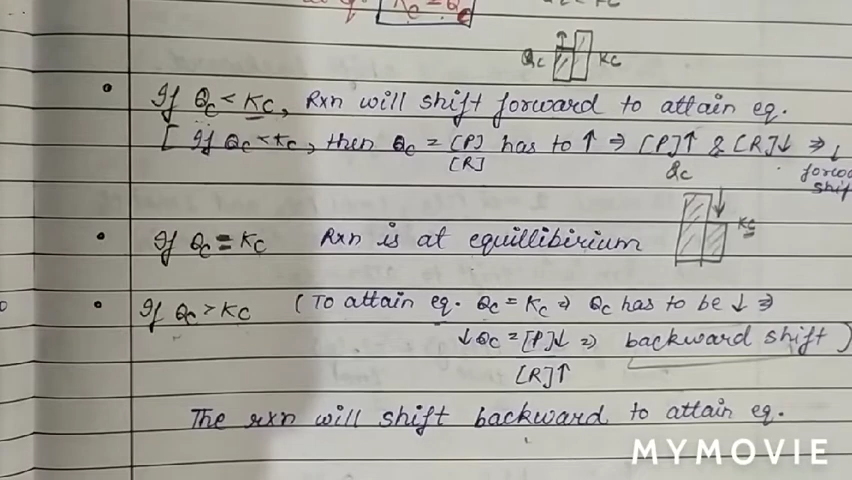 Kc = Qc
Qc Kc
If Qc < Kc, Rxn will shift forward to attain eq.
[ If Qc < Kc, then Qc = [P] has to ↑ ⇒ [P]↑ & [R]↓ ⇒ ↓
[R]
Qc
Kc
If Qc = Kc Rxn is at equillibirium
If Qc > Kc ( To attain eq. Qc = Kc ⇒ Qc has to be ↓ ⇒
↓ Qc = [P]↓ ⇒ backward shift )
[R]↑
The rxn will shift backward to attain eq.
MYMOVIE